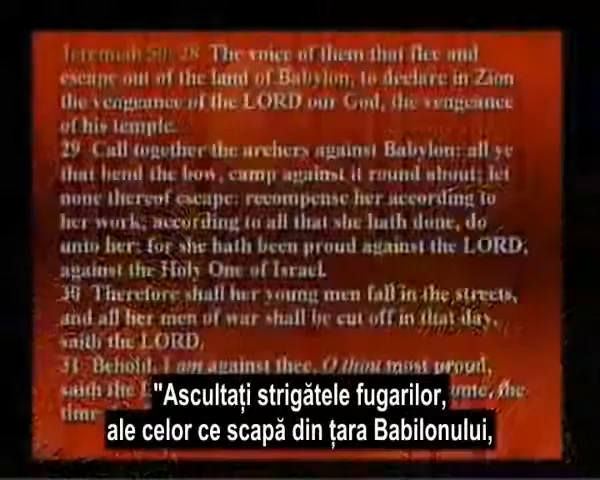 Jeremiah 50: 28 The voice of them that flee and
escape out of the land of Babylon, to declare in Zion
the vengeance of the LORD our God, the vengeance
of his temple.
29 Call together the archers against Babylon: all ye
that bend the bow, camp against it round about; let
none thereof escape: recompense her according to
her work; according to all that she hath done, do
unto her: for she hath been proud against the LORD,
against the Holy One of Israel.
30 Therefore shall her young men fall in the streets,
and all her men of war shall be cut off in that day,
saith the LORD.
31 Behold, I am against thee, O thou most proud,
saith the
the
time
"Ascultați strigătele fugarilor,
ale celor ce scapă din țara Babilonului,